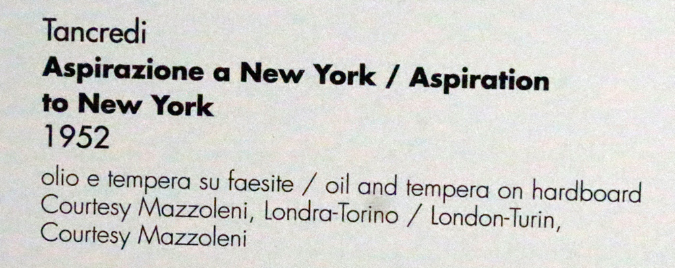 Tancredi
Aspirazione a New York / Aspiration
to New York
1952
olio e tempera su faesite / oil and tempera on hardboard
Courtesy Mazzoleni, Londra-Torino / London-Turin,
Courtesy Mazzoleni